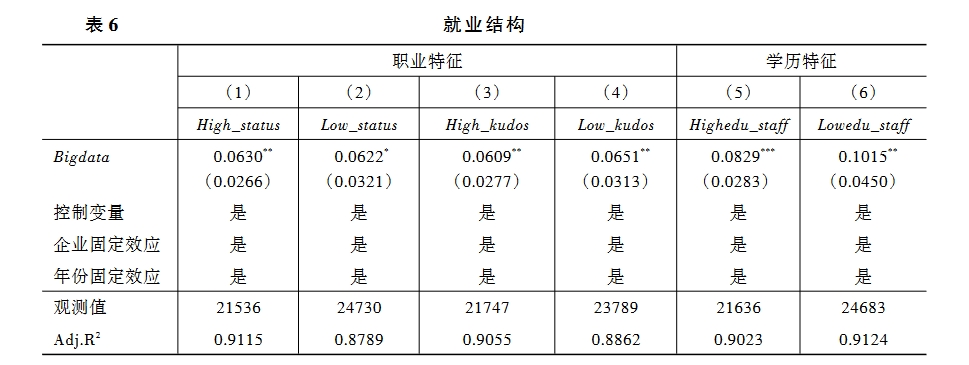 表 6 就业结构
职业特征 学历特征
（1） （2） （3） （4） （5） （6）
High_status Low_status High_kudos Low_kudos Highedu_staff Lowedu_staff
Bigdata 0.0630** 0.0622* 0.0609** 0.0651** 0.0829*** 0.1015**
（0.0266） （0.0321） （0.0277） （0.0313） （0.0283） （0.0450）
控制变量 是 是 是 是 是 是
企业固定效应 是 是 是 是 是 是
年份固定效应 是 是 是 是 是 是
观测值 21536 24730 21747 23789 21636 24683
Adj.R² 0.9115 0.8789 0.9055 0.8862 0.9023 0.9124